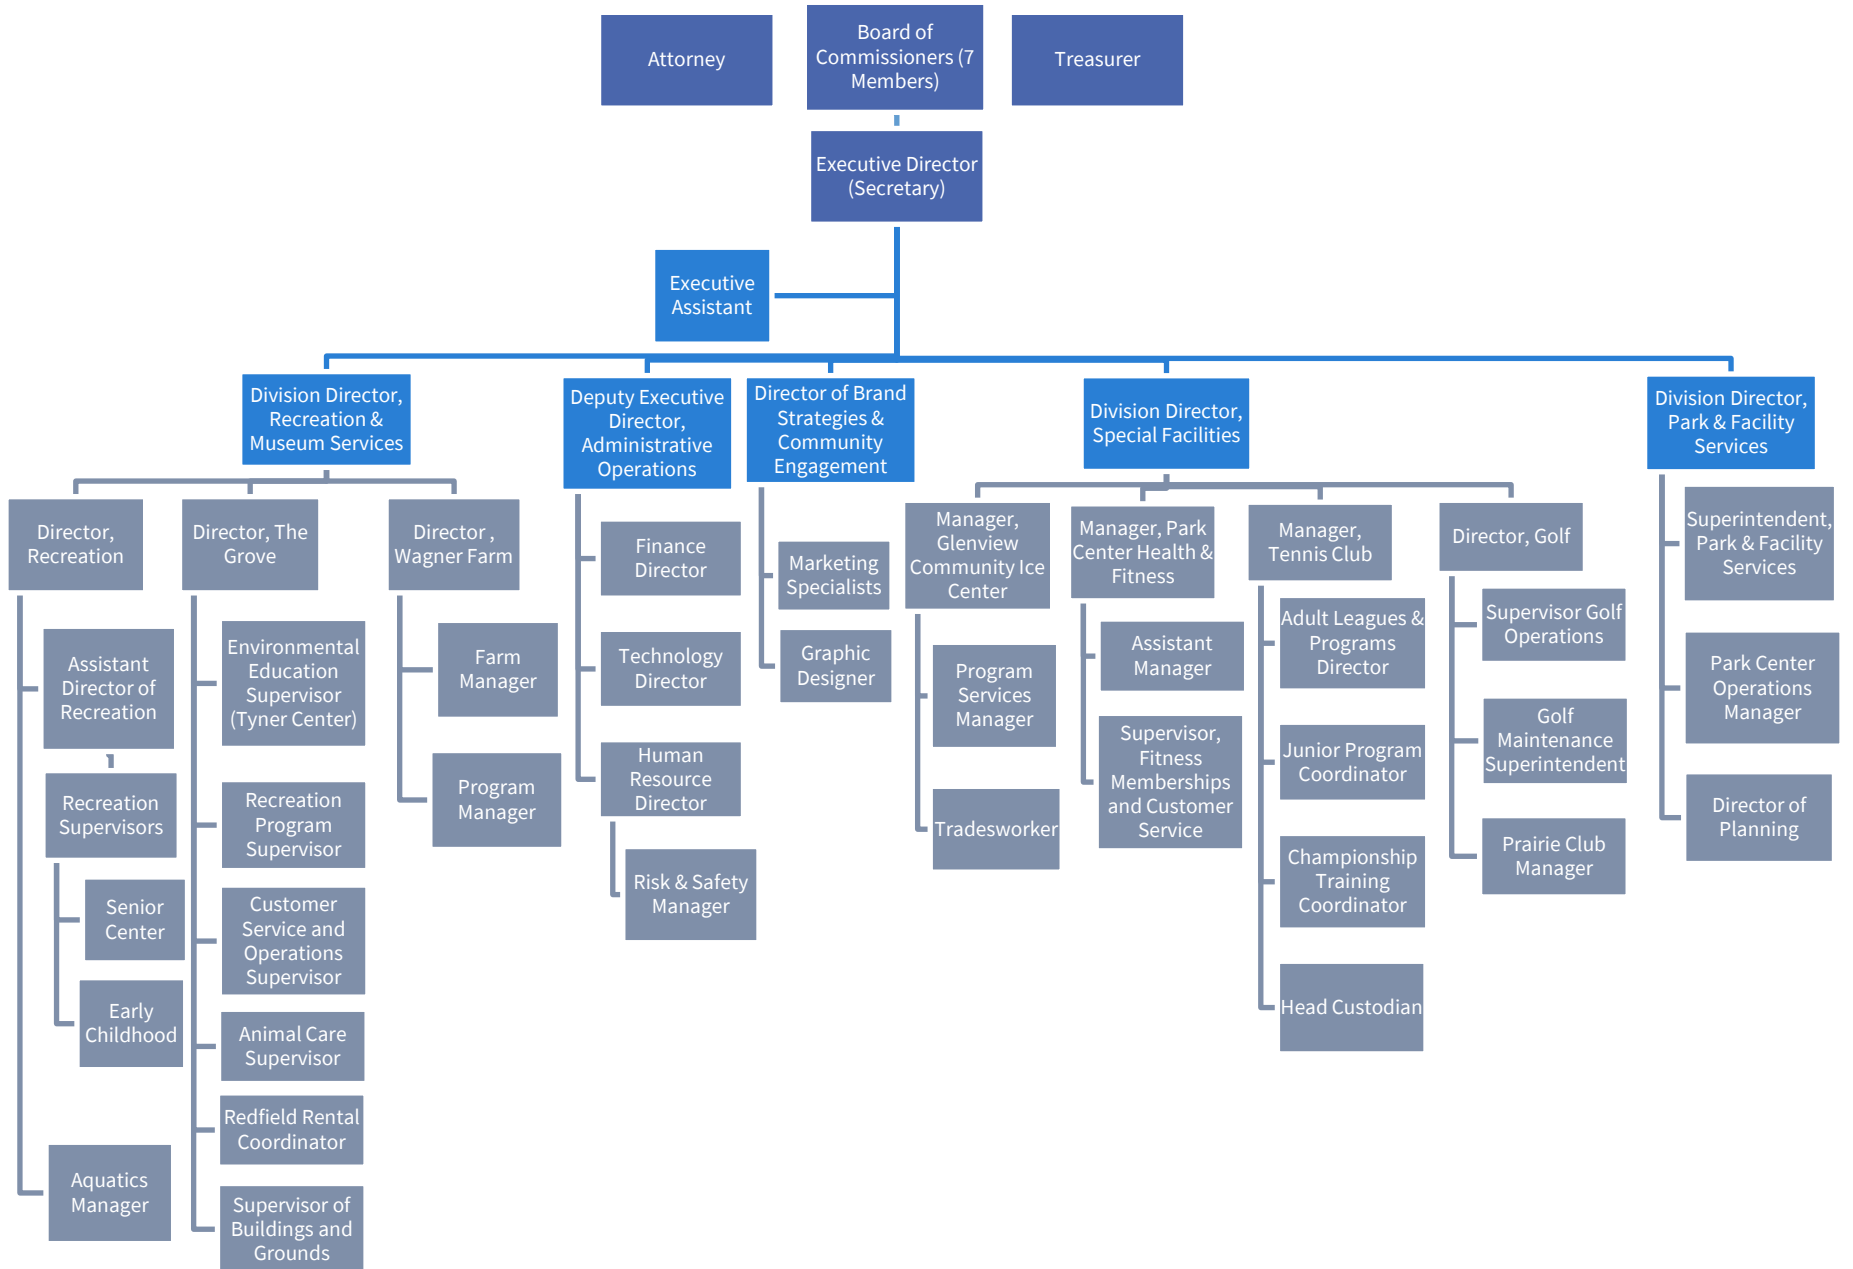 Attorney
Board of
Commissioners (7
Members)
Treasurer
Executive Director
(Secretary)
Executive
Assistant
Division Director,
Recreation &
Museum Services
Deputy Executive
Director,
Administrative
Operations
Director of Brand
Strategies &
Community
Engagement
Division Director,
Special Facilities
Division Director,
Park & Facility
Services
Director,
Recreation
Assistant
Director of
Recreation
Recreation
Supervisors
Senior
Center
Early
Childhood
Aquatics
Manager
Director, The
Grove
Environmental
Education
Supervisor
(Tyner Center)
Recreation
Program
Supervisor
Customer
Service and
Operations
Supervisor
Animal Care
Supervisor
Redfield Rental
Coordinator
Supervisor of
Buildings and
Grounds
Director ,
Wagner Farm
Farm
Manager
Program
Manager
Finance
Director
Technology
Director
Human
Resource
Director
Risk & Safety
Manager
Marketing
Specialists
Graphic
Designer
Manager,
Glenview
Community Ice
Center
Program
Services
Manager
Tradesworker
Manager, Park
Center Health &
Fitness
Assistant
Manager
Supervisor,
Fitness
Memberships
and Customer
Service
Manager,
Tennis Club
Adult Leagues &
Programs
Director
Junior Program
Coordinator
Championship
Training
Coordinator
Head Custodian
Director, Golf
Supervisor Golf
Operations
Golf
Maintenance
Superintendent
Prairie Club
Manager
Superintendent,
Park & Facility
Services
Park Center
Operations
Manager
Director of
Planning